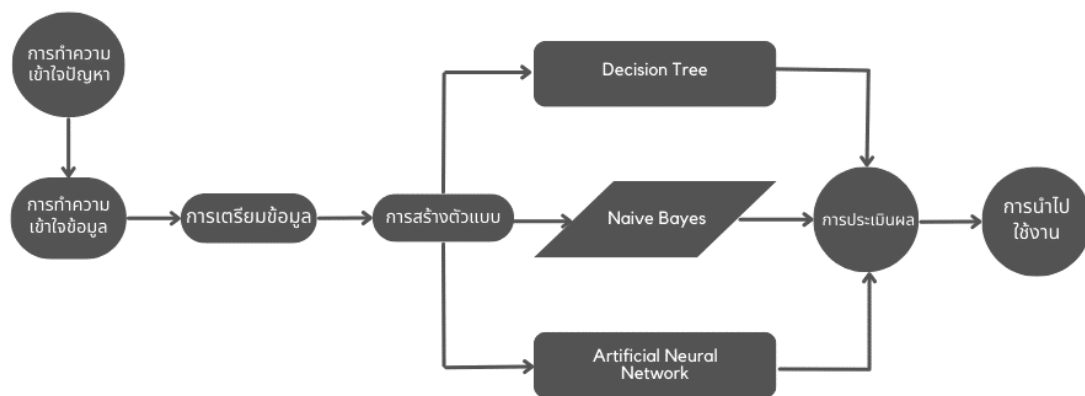 การทำความ
เข้าใจปัญหา
การทำความ
เข้าใจข้อมูล
การเตรียมข้อมูล
การสร้างตัวแบบ
Decision Tree
Naive Bayes
Artificial Neural
Network
การประเมินผล
การนำไป
ใช้งาน